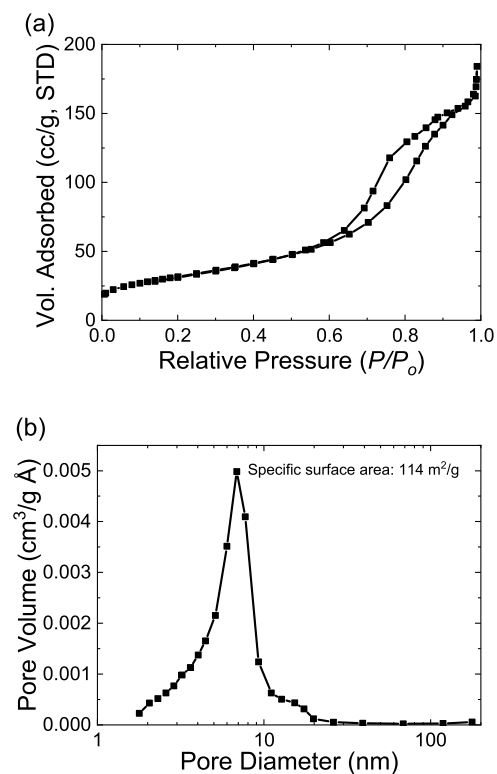 (a)
200
150
100
50
0
Vol. Adsorbed (cc/g, STD)
0.0 0.2 0.4 0.6 0.8 1.0
Relative Pressure (P/Pₒ)
(b)
Specific surface area: 114 m²/g
0.005
0.004
0.003
0.002
0.001
0.000
Pore Volume (cm³/g Å)
1 10 100
Pore Diameter (nm)